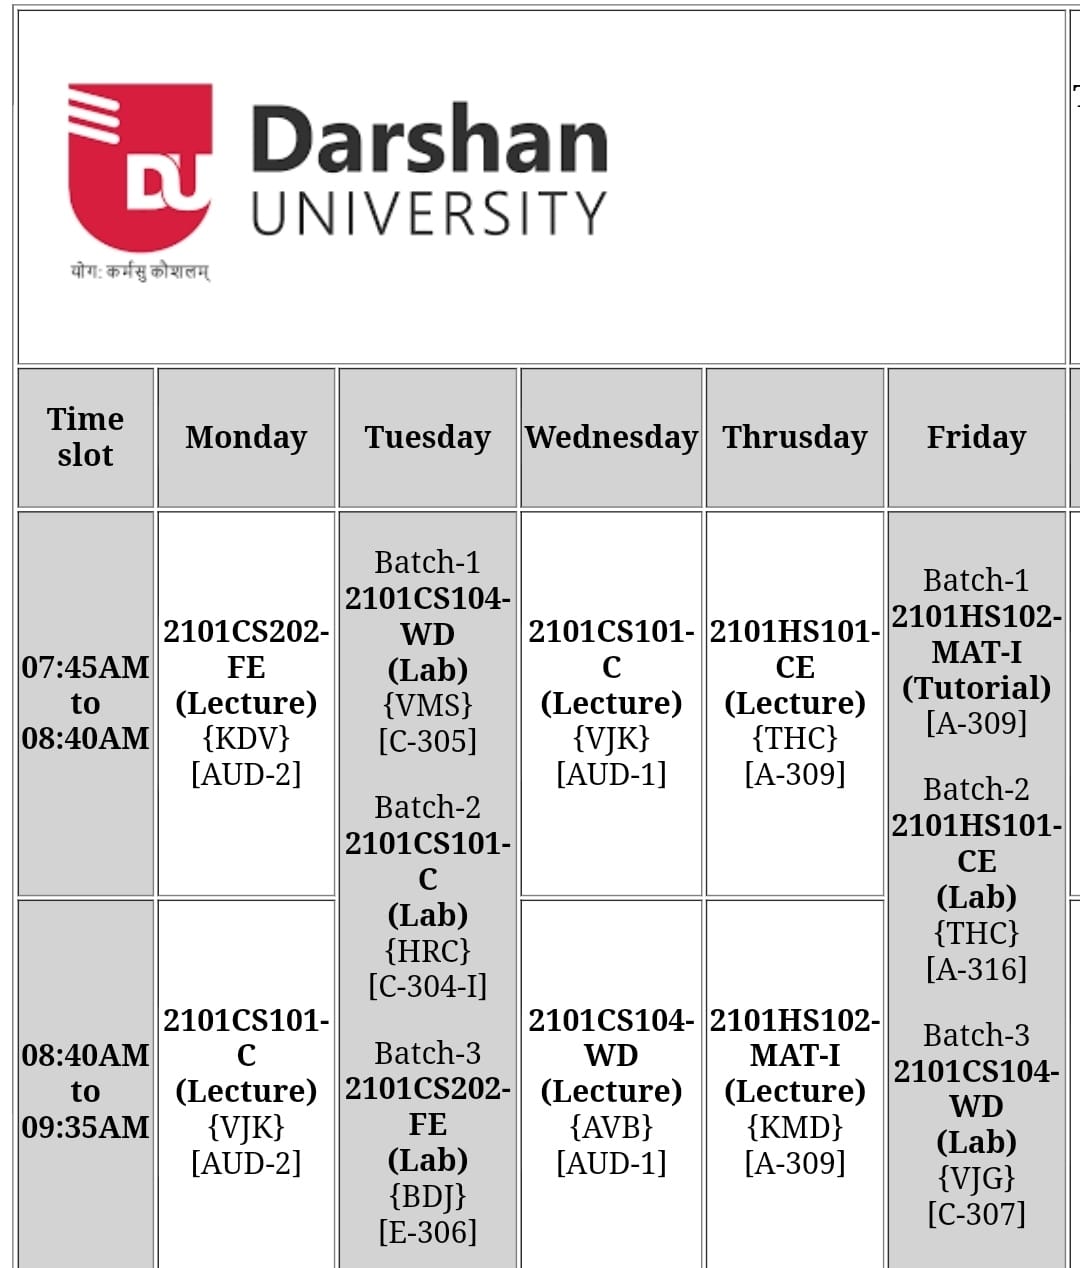 DU
योग: कर्मसु कौशलम्
Darshan
UNIVERSITY
Time
slot
Monday
Tuesday
Wednesday
Thrusday
Friday
07:45AM
to
08:40AM
2101CS202-
FE
(Lecture)
{KDV}
[AUD-2]
Batch-1
2101CS104-
WD
(Lab)
{VMS}
[C-305]
Batch-2
2101CS101-
C
(Lab)
{HRC}
[C-304-I]
Batch-3
2101CS202-
FE
(Lab)
{BDJ}
[E-306]
2101CS101-
C
(Lecture)
{VJK}
[AUD-1]
2101HS101-
CE
(Lecture)
{THC}
[A-309]
Batch-1
2101HS102-
MAT-I
(Tutorial)
[A-309]
Batch-2
2101HS101-
CE
(Lab)
{THC}
[A-316]
Batch-3
2101CS104-
WD
(Lab)
{VJG}
[C-307]
08:40AM
to
09:35AM
2101CS101-
C
(Lecture)
{VJK}
[AUD-2]
2101CS104-
WD
(Lecture)
{AVB}
[AUD-1]
2101HS102-
MAT-I
(Lecture)
{KMD}
[A-309]